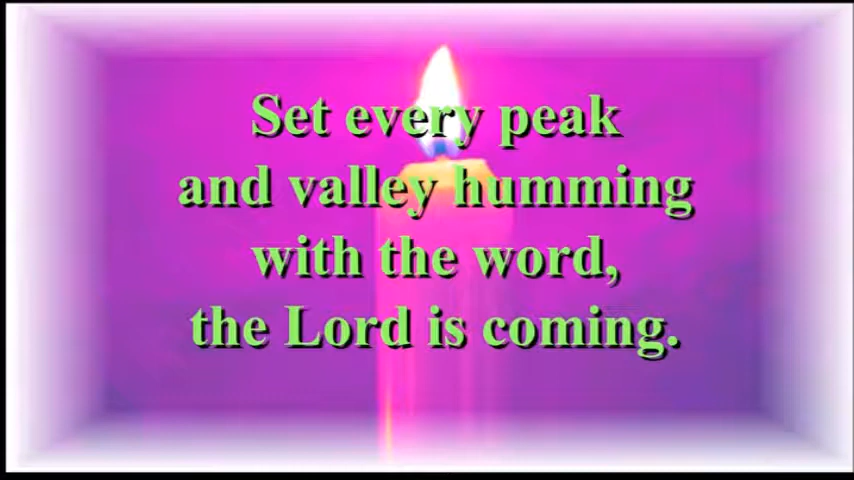 Set every peak
and valley humming
with the word,
the Lord is coming.